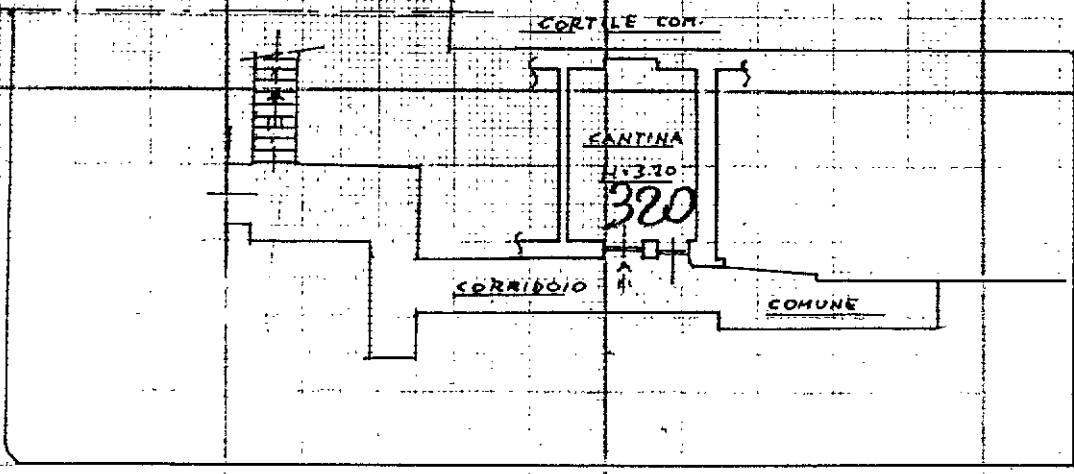 CORTILE COM.
CANTINA
H=3.20
320
CORRIDOIO
COMUNE